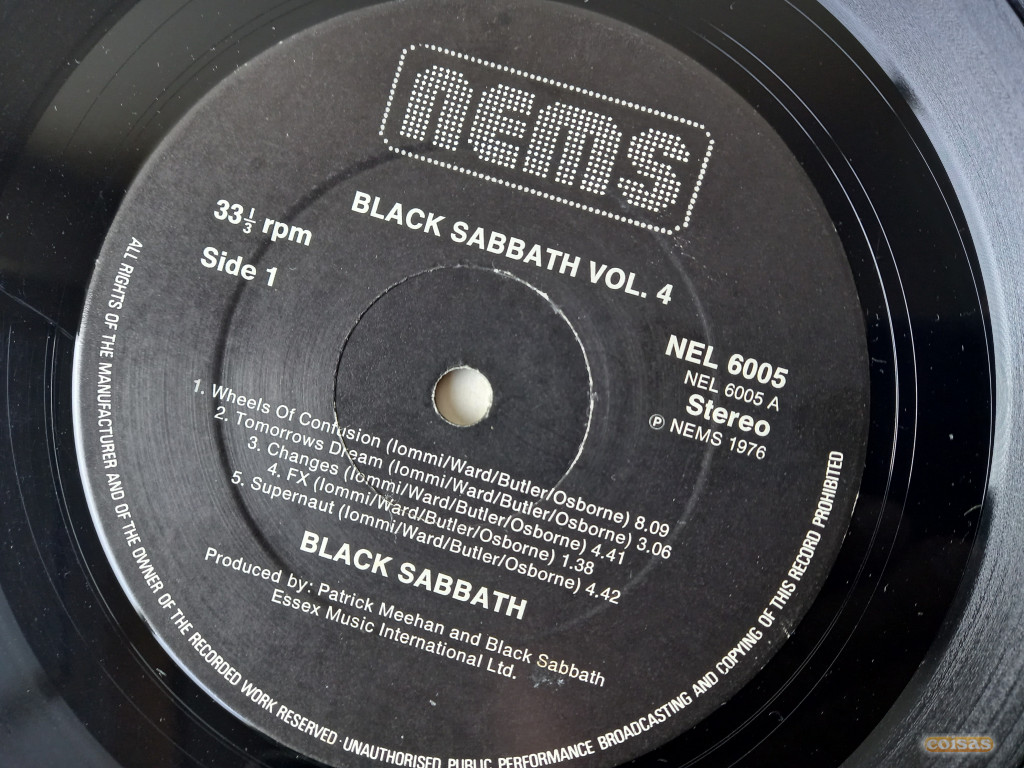 nems
BLACK SABBATH VOL. 4
33⅓ rpm
Side 1
NEL 6005
NEL 6005 A
Stereo
℗ NEMS 1976
1. Wheels Of Confusion (Iommi/Ward/Butler/Osborne) 8.09
2. Tomorrows Dream (Iommi/Ward/Butler/Osborne) 3.06
3. Changes (Iommi/Ward/Butler/Osborne) 4.41
4. FX (Iommi/Ward/Butler/Osborne) 1.38
5. Supernaut (Iommi/Ward/Butler/Osborne) 4.42
BLACK SABBATH
Produced by: Patrick Meehan and Black Sabbath
Essex Music International Ltd.
ALL RIGHTS OF THE MANUFACTURER AND OF THE OWNER OF THE RECORDED WORK RESERVED · UNAUTHORISED PUBLIC PERFORMANCE BROADCASTING AND COPYING OF THIS RECORD PROHIBITED
coisas